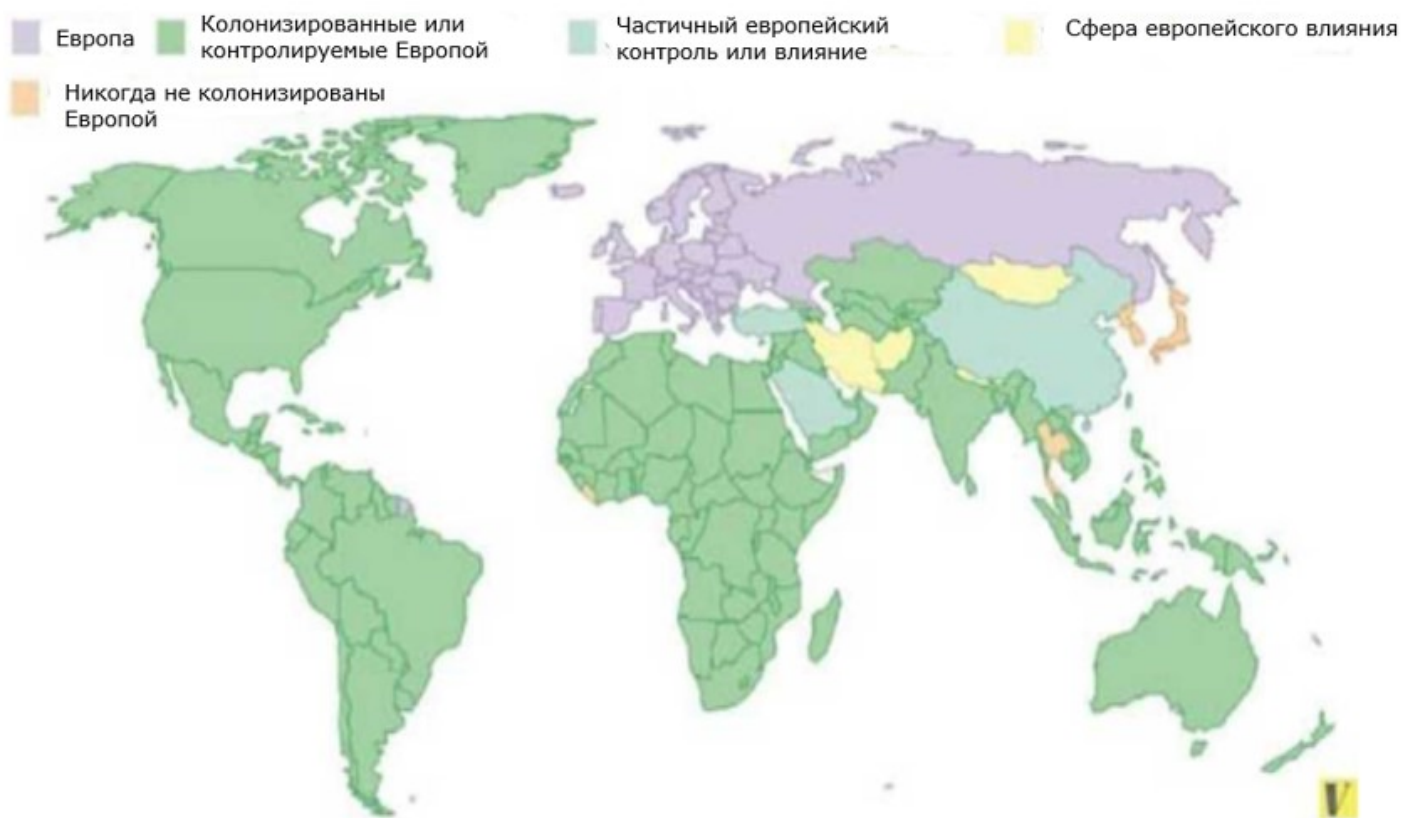 Европа
Колонизированные или
контролируемые Европой
Частичный европейский
контроль или влияние
Сфера европейского влияния
Никогда не колонизированы
Европой
V